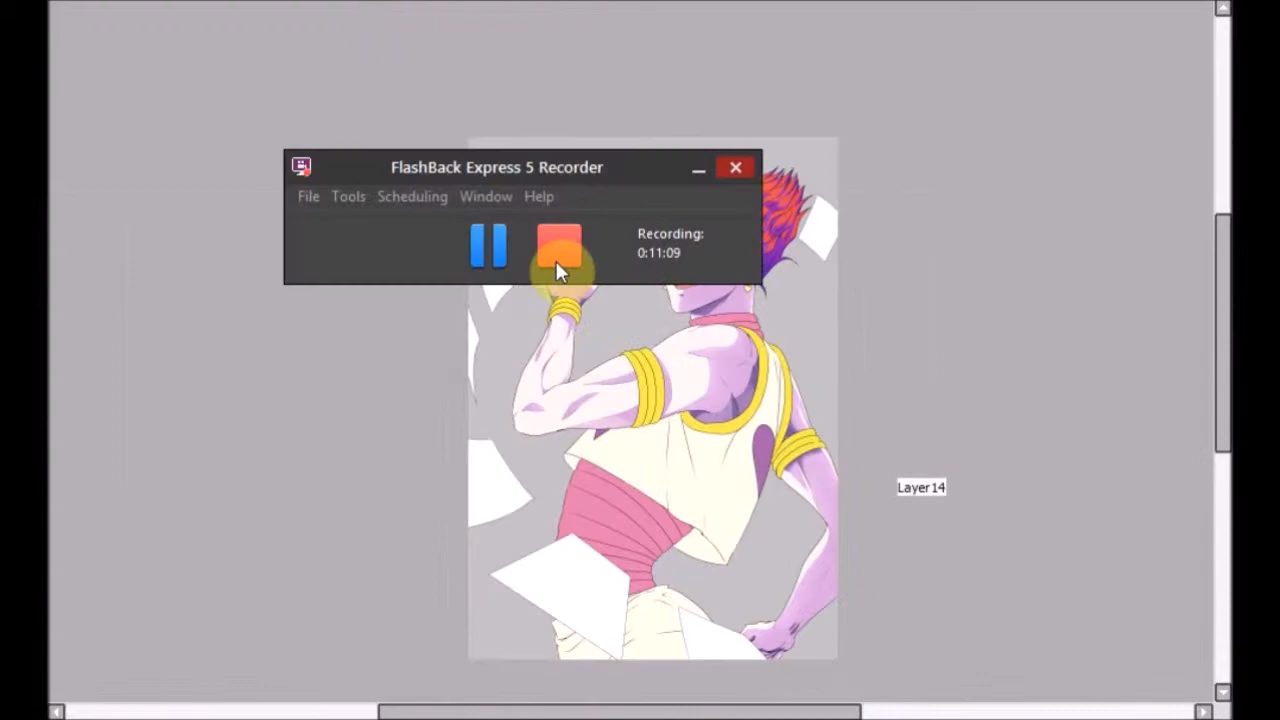 FlashBack Express 5 Recorder
File Tools Scheduling Window Help
Recording:
0:11:09
Layer14